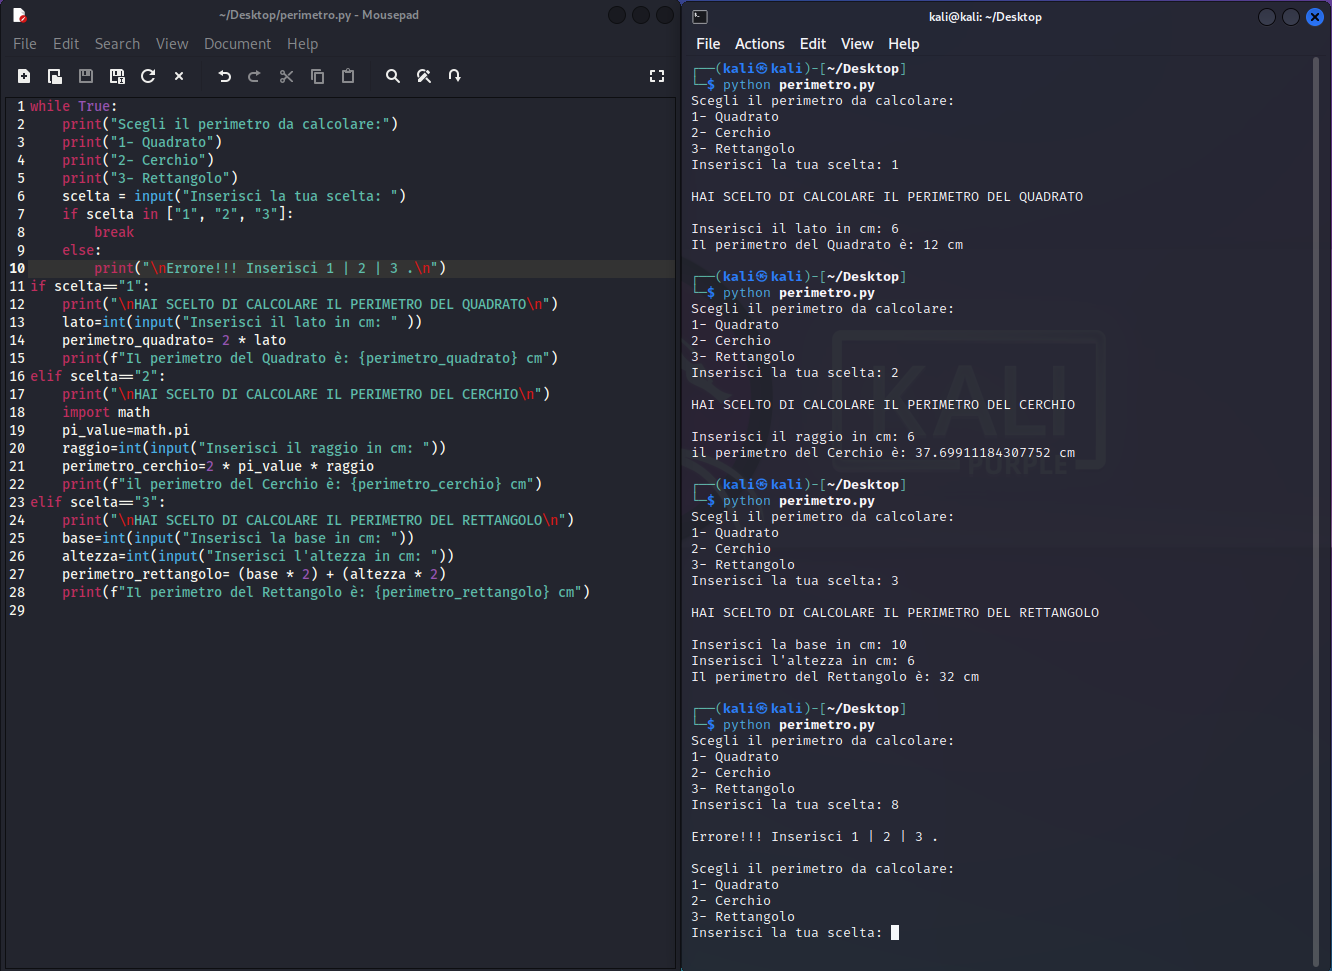 ~/Desktop/perimetro.py - Mousepad
File Edit Search View Document Help
1 while True:
2     print("Scegli il perimetro da calcolare:")
3     print("1- Quadrato")
4     print("2- Cerchio")
5     print("3- Rettangolo")
6     scelta = input("Inserisci la tua scelta: ")
7     if scelta in ["1", "2", "3"]:
8         break
9     else:
10         print("\nErrore!!! Inserisci 1 | 2 | 3 .\n")
11 if scelta=="1":
12     print("\nHAI SCELTO DI CALCOLARE IL PERIMETRO DEL QUADRATO\n")
13     lato=int(input("Inserisci il lato in cm: " ))
14     perimetro_quadrato= 2 * lato
15     print(f"Il perimetro del Quadrato è: {perimetro_quadrato} cm")
16 elif scelta=="2":
17     print("\nHAI SCELTO DI CALCOLARE IL PERIMETRO DEL CERCHIO\n")
18     import math
19     pi_value=math.pi
20     raggio=int(input("Inserisci il raggio in cm: "))
21     perimetro_cerchio=2 * pi_value * raggio
22     print(f"il perimetro del Cerchio è: {perimetro_cerchio} cm")
23 elif scelta=="3":
24     print("\nHAI SCELTO DI CALCOLARE IL PERIMETRO DEL RETTANGOLO\n")
25     base=int(input("Inserisci la base in cm: "))
26     altezza=int(input("Inserisci l'altezza in cm: "))
27     perimetro_rettangolo= (base * 2) + (altezza * 2)
28     print(f"Il perimetro del Rettangolo è: {perimetro_rettangolo} cm")
29
kali@kali: ~/Desktop
File Actions Edit View Help
┌──(kali㉿kali)-[~/Desktop]
└─$ python perimetro.py
Scegli il perimetro da calcolare:
1- Quadrato
2- Cerchio
3- Rettangolo
Inserisci la tua scelta: 1
HAI SCELTO DI CALCOLARE IL PERIMETRO DEL QUADRATO
Inserisci il lato in cm: 6
Il perimetro del Quadrato è: 12 cm
┌──(kali㉿kali)-[~/Desktop]
└─$ python perimetro.py
Scegli il perimetro da calcolare:
1- Quadrato
2- Cerchio
3- Rettangolo
Inserisci la tua scelta: 2
HAI SCELTO DI CALCOLARE IL PERIMETRO DEL CERCHIO
Inserisci il raggio in cm: 6
il perimetro del Cerchio è: 37.69911184307752 cm
┌──(kali㉿kali)-[~/Desktop]
└─$ python perimetro.py
Scegli il perimetro da calcolare:
1- Quadrato
2- Cerchio
3- Rettangolo
Inserisci la tua scelta: 3
HAI SCELTO DI CALCOLARE IL PERIMETRO DEL RETTANGOLO
Inserisci la base in cm: 10
Inserisci l'altezza in cm: 6
Il perimetro del Rettangolo è: 32 cm
┌──(kali㉿kali)-[~/Desktop]
└─$ python perimetro.py
Scegli il perimetro da calcolare:
1- Quadrato
2- Cerchio
3- Rettangolo
Inserisci la tua scelta: 8
Errore!!! Inserisci 1 | 2 | 3 .
Scegli il perimetro da calcolare:
1- Quadrato
2- Cerchio
3- Rettangolo
Inserisci la tua scelta:
KALI
PURPLE